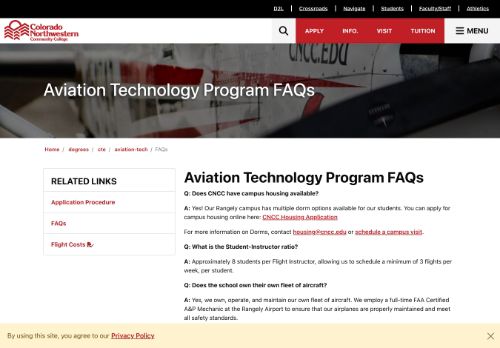 D2L | Crossroads | Navigate | Students | Faculty/Staff | Athletics
Colorado
Northwestern
Community College
APPLY INFO. VISIT TUITION MENU
CNCC
Aviation Technology Program FAQs
Home / degrees / cte / aviation-tech / FAQs
RELATED LINKS
Application Procedure
FAQs
Flight Costs
Aviation Technology Program FAQs
Q: Does CNCC have campus housing available?
A: Yes! Our Rangely campus has multiple dorm options available for our students. You can apply for
campus housing online here: CNCC Housing Application
For more information on Dorms, contact housing@cncc.edu or schedule a campus visit.
Q: What is the Student-Instructor ratio?
A: Approximately 8 students per Flight Instructor, allowing us to schedule a minimum of 3 flights per
week, per student.
Q: Does the school own their own fleet of aircraft?
A: Yes, we own, operate, and maintain our own fleet of aircraft. We employ a full-time FAA Certified
A&P Mechanic at the Rangely Airport to ensure that our airplanes are properly maintained and meet
all safety standards.
By using this site, you agree to our Privacy Policy